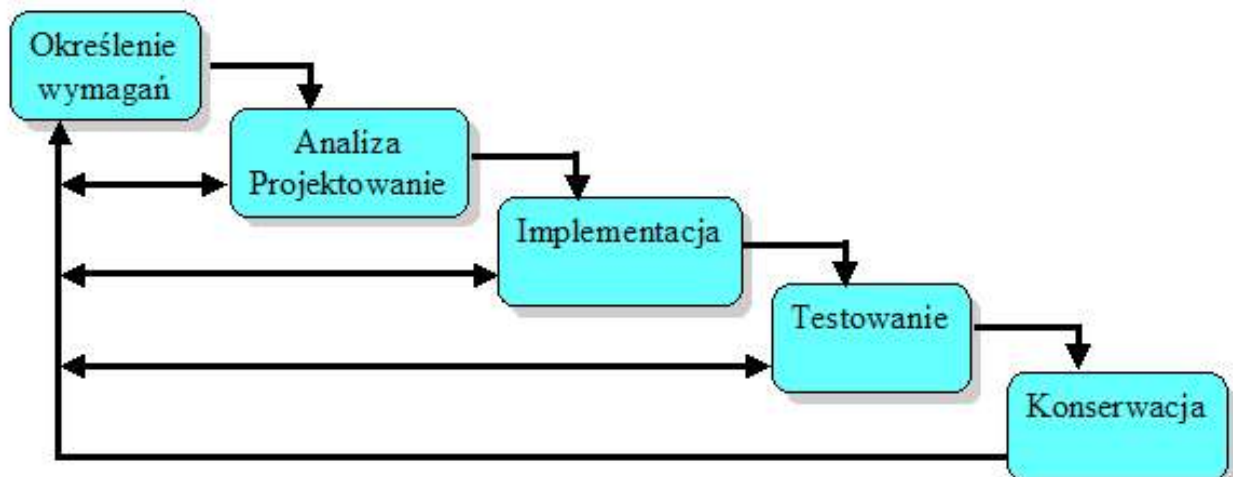 Określenie
wymagań
Analiza
Projektowanie
Implementacja
Testowanie
Konserwacja